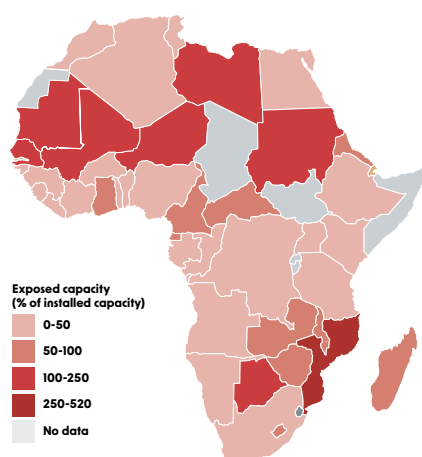 Exposed capacity
(% of installed capacity)
0-50
50-100
100-250
250-520
No data